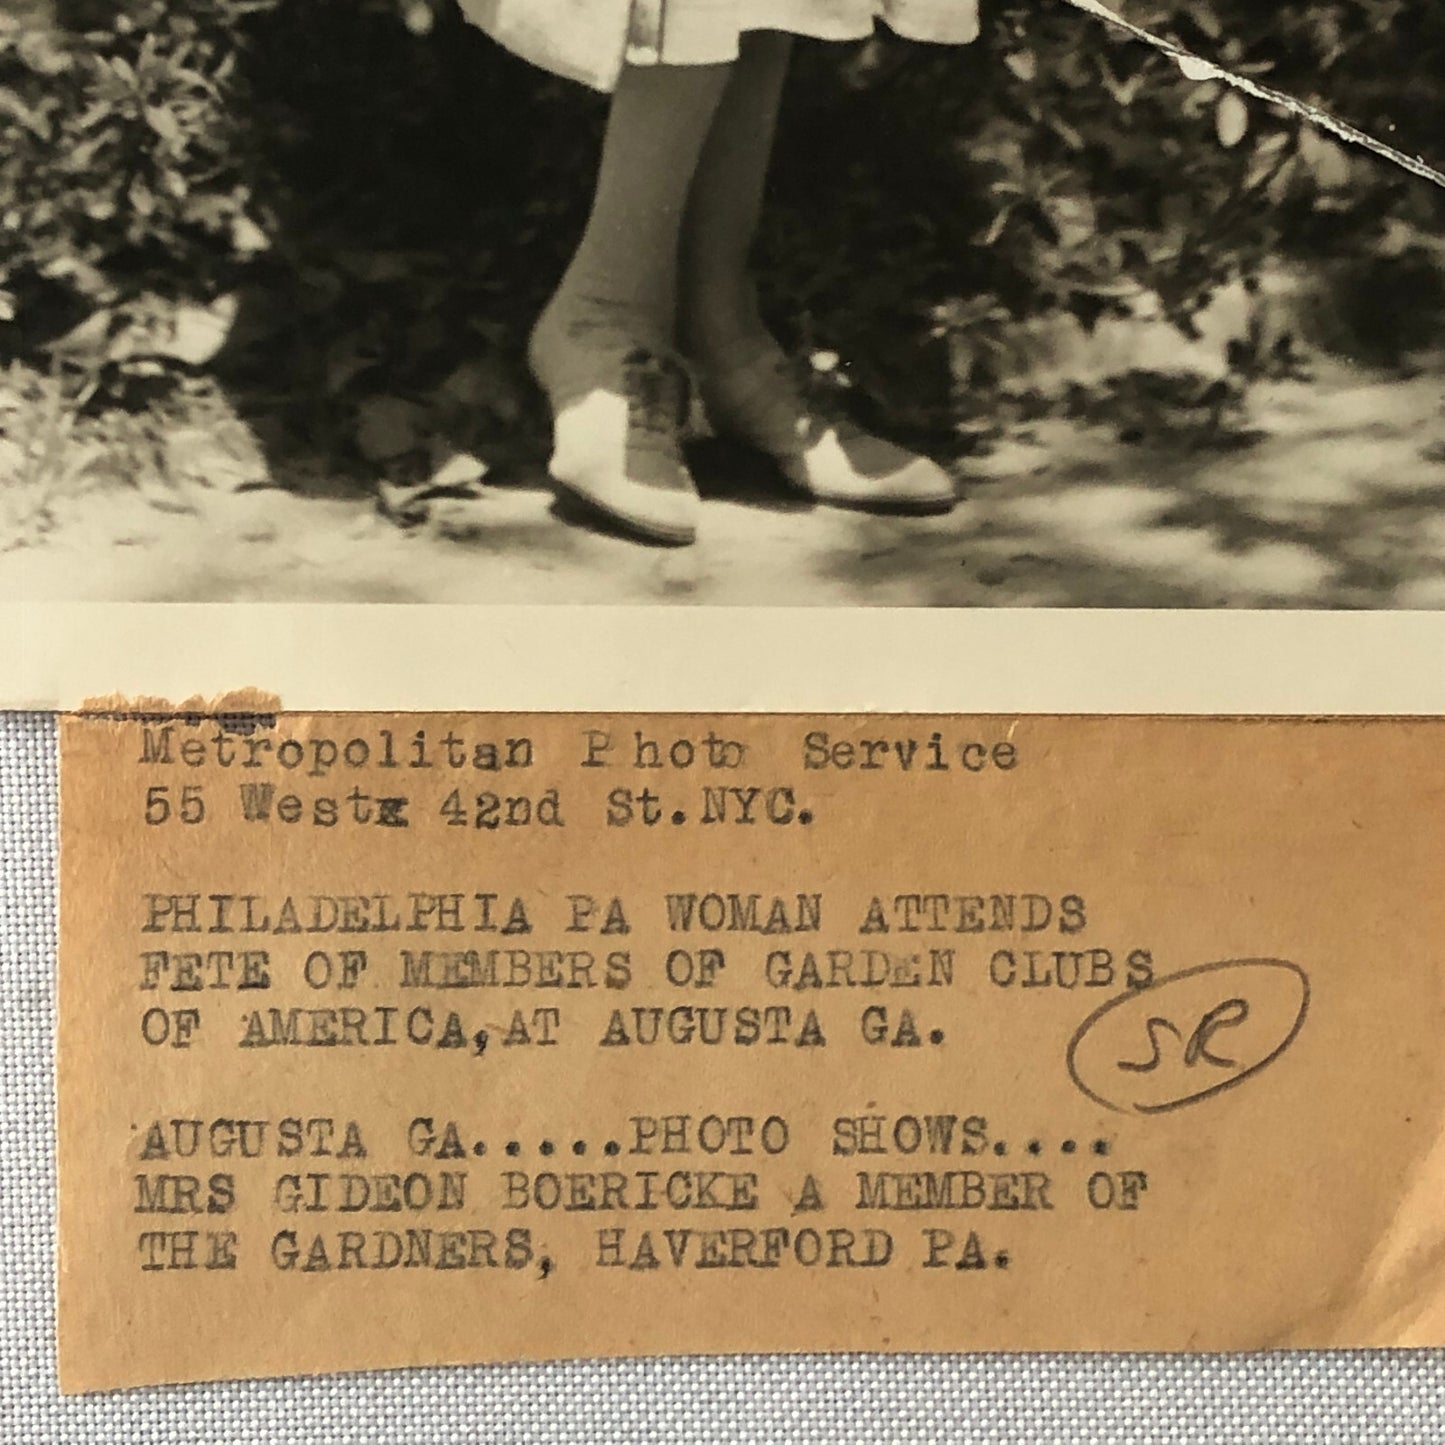 Metropolitan Photo Service
55 Westx 42nd St.NYC.
PHILADELPHIA PA WOMAN ATTENDS
FETE OF MEMBERS OF GARDEN CLUBS
OF AMERICA,AT AUGUSTA GA.
SR
AUGUSTA GA.....PHOTO SHOWS....
MRS GIDEON BOERICKE A MEMBER OF
THE GARDNERS, HAVERFORD PA.